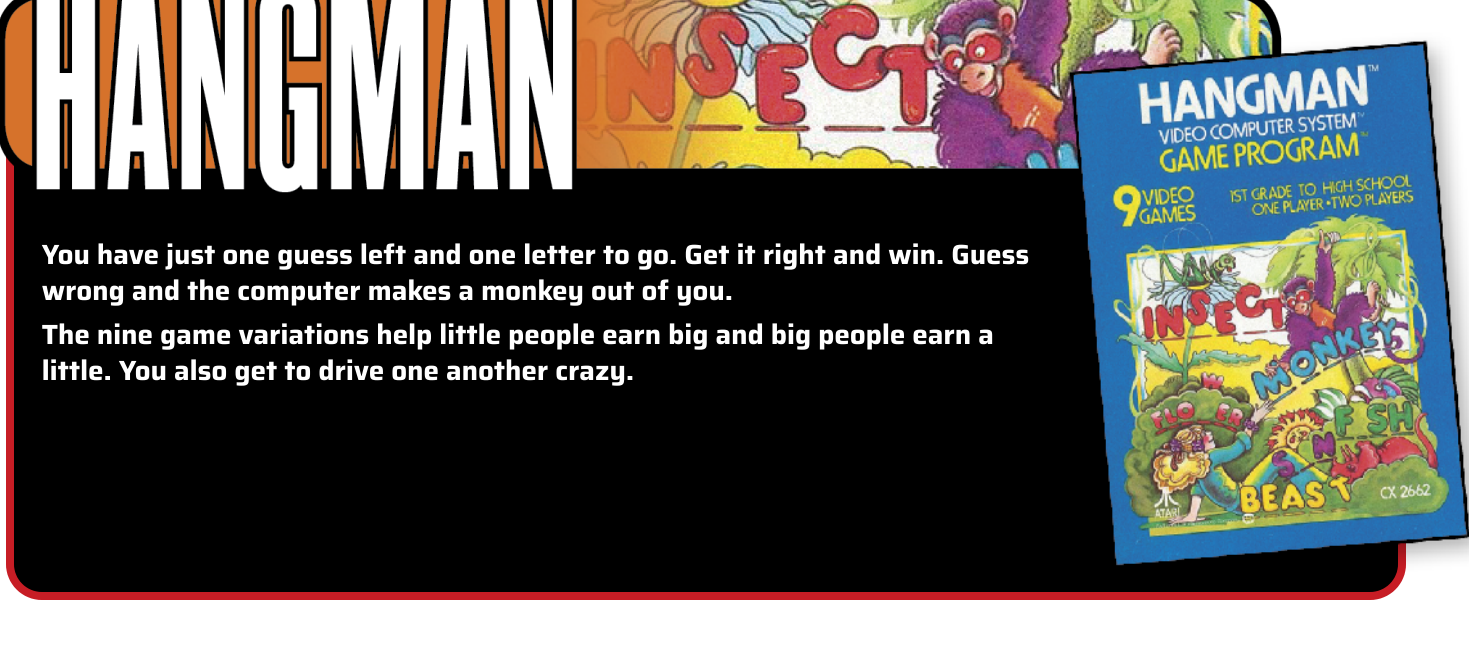 HANGMAN
INSECT
You have just one guess left and one letter to go. Get it right and win. Guess
wrong and the computer makes a monkey out of you.
The nine game variations help little people earn big and big people earn a
little. You also get to drive one another crazy.
HANGMAN™
VIDEO COMPUTER SYSTEM™
GAME PROGRAM™
9 VIDEO GAMES
1ST GRADE TO HIGH SCHOOL
ONE PLAYER•TWO PLAYERS
INSECT
MONKEY
FLO ER
F SH
S N
BEAST
CX 2662
ATARI